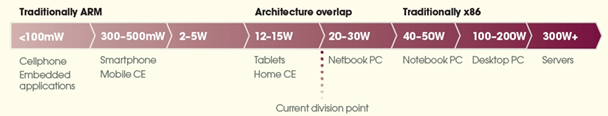 Traditionally ARM
Architecture overlap
Traditionally x86
<100mW
300–500mW
2–5W
12–15W
20–30W
40–50W
100–200W
300W+
Cellphone
Embedded
applications
Smartphone
Mobile CE
Tablets
Home CE
Netbook PC
Notebook PC
Desktop PC
Servers
Current division point